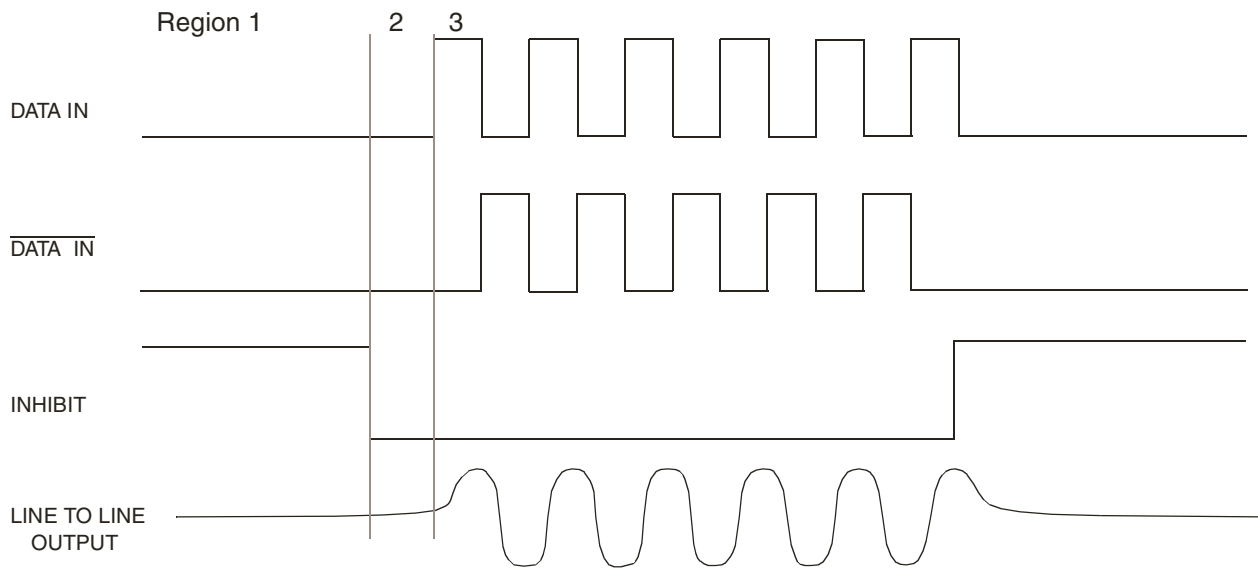 Region 1 2 3
DATA IN
DATA IN
INHIBIT
LINE TO LINE
OUTPUT